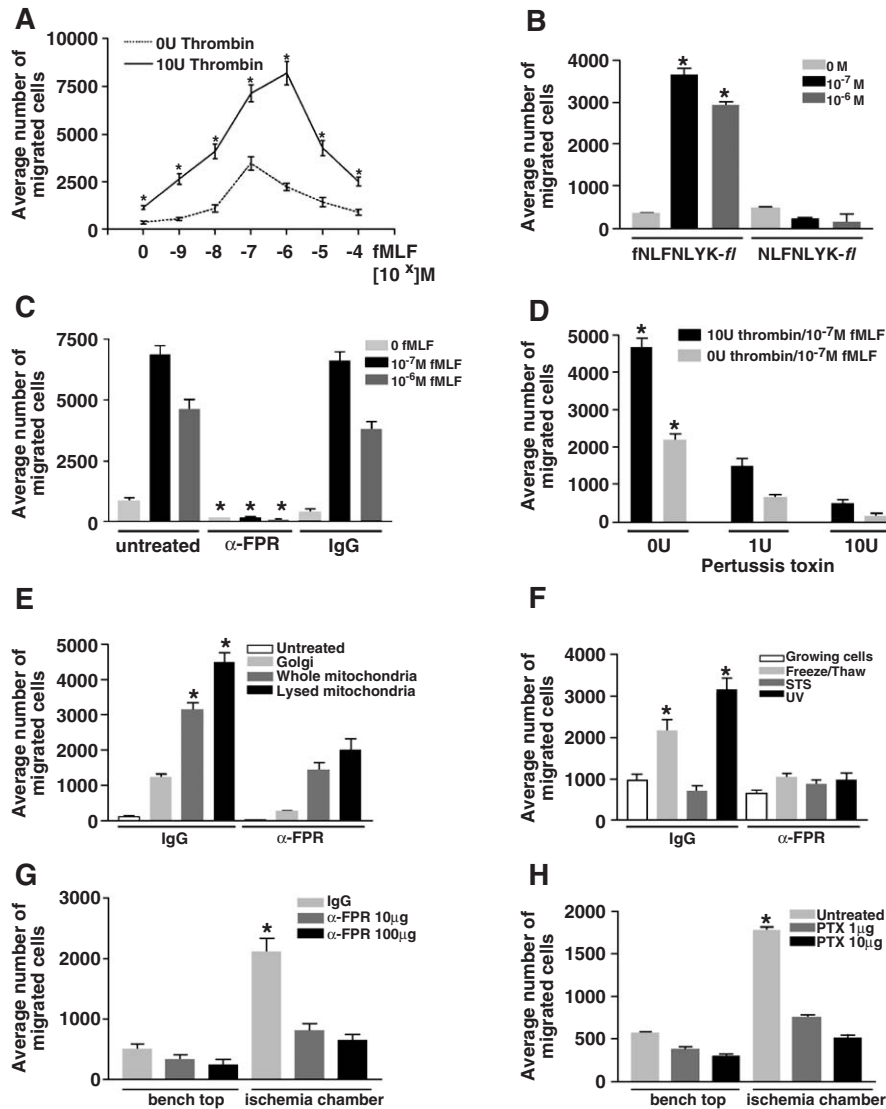 A
Average number of
migrated cells
10000
7500
5000
2500
0
0U Thrombin
10U Thrombin
* * * * * * *
0 -9 -8 -7 -6 -5 -4 fMLF
[10 x]M
B
Average number of
migrated cells
4000
3000
2000
1000
0
0 M
10-7 M
10-6 M
* *
fNLFNLYK-fl NLFNLYK-fl
C
Average number of
migrated cells
7500
5000
2500
0
0 fMLF
10-7M fMLF
10-6M fMLF
* * *
untreated α-FPR IgG
D
Average number of
migrated cells
5000
4000
3000
2000
1000
0
10U thrombin/10-7M fMLF
0U thrombin/10-7M fMLF
* *
0U 1U 10U
Pertussis toxin
E
Average number of
migrated cells
5000
4000
3000
2000
1000
0
Untreated
Golgi
Whole mitochondria
Lysed mitochondria
* *
IgG α-FPR
F
Average number of
migrated cells
4000
3000
2000
1000
0
Growing cells
Freeze/Thaw
STS
UV
* *
IgG α-FPR
G
Average number of
migrated cells
3000
2000
1000
0
IgG
α-FPR 10µg
α-FPR 100µg
*
bench top ischemia chamber
H
Average number of
migrated cells
2000
1500
1000
500
0
Untreated
PTX 1µg
PTX 10µg
*
bench top ischemia chamber